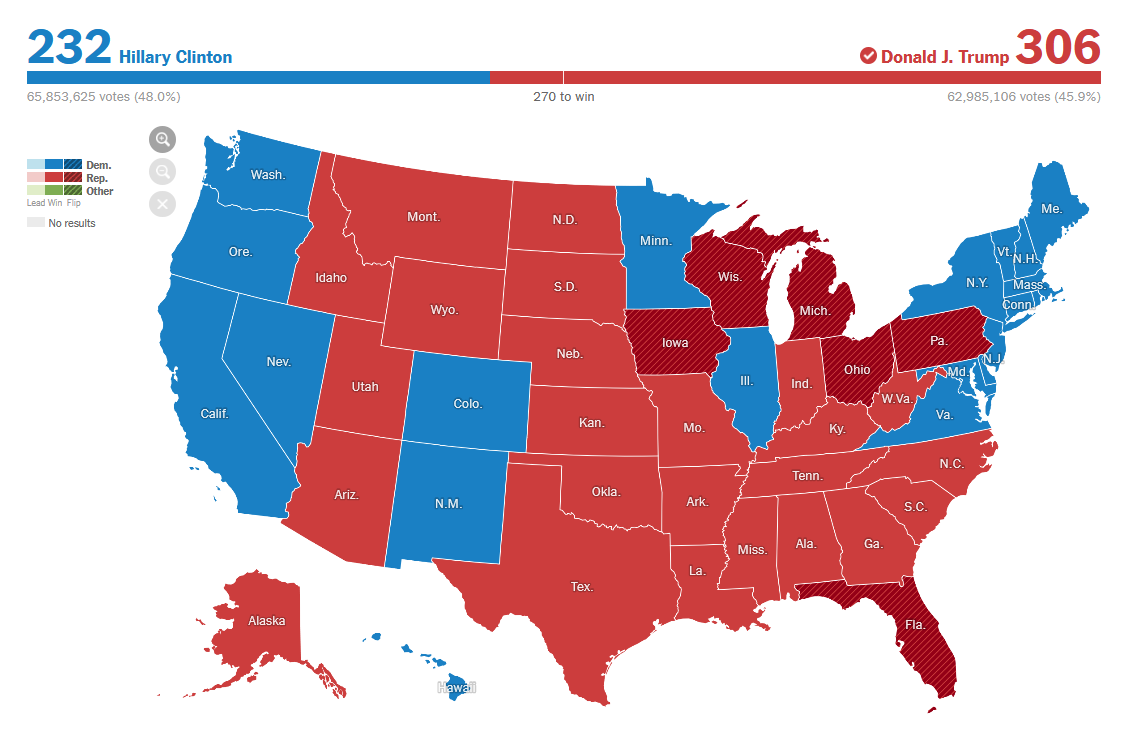 232 Hillary Clinton
Donald J. Trump 306
65,853,625 votes (48.0%)
270 to win
62,985,106 votes (45.9%)
Dem.
Rep.
Other
Lead Win Flip
No results
Wash.
Ore.
Calif.
Nev.
Idaho
Mont.
Wyo.
Utah
Colo.
Ariz.
N.M.
N.D.
S.D.
Neb.
Kan.
Okla.
Tex.
Minn.
Iowa
Mo.
Ark.
La.
Wis.
Ill.
Mich.
Ind.
Ohio
Ky.
Tenn.
Miss.
Ala.
Ga.
Fla.
S.C.
N.C.
Va.
W.Va.
Md.
Pa.
N.J.
N.Y.
Conn.
Mass.
Vt.
N.H.
Me.
Alaska
Hawaii